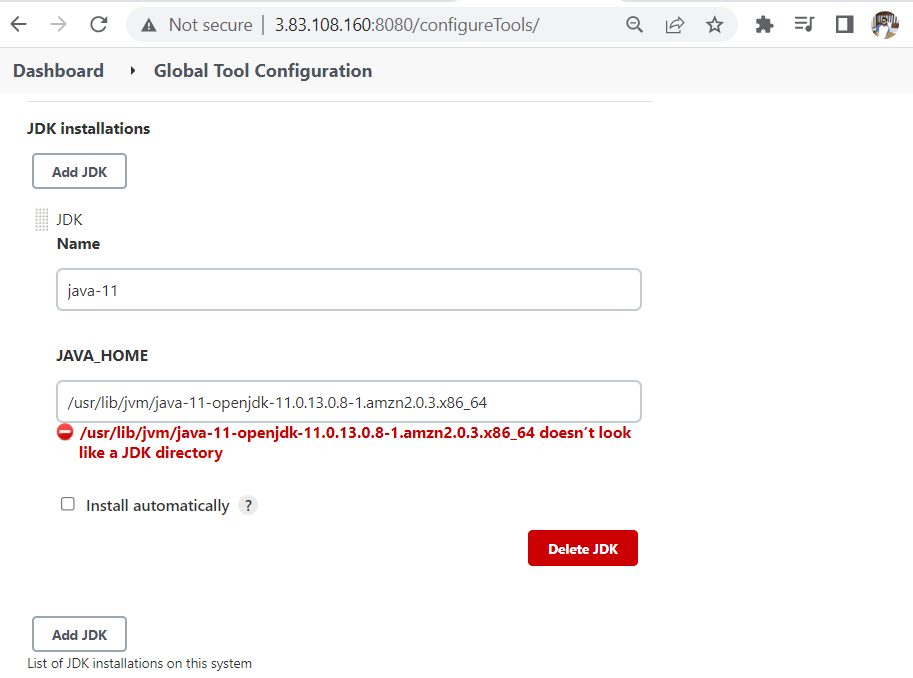 Not secure | 3.83.108.160:8080/configureTools/
Dashboard Global Tool Configuration
JDK installations
Add JDK
JDK
Name
java-11
JAVA_HOME
/usr/lib/jvm/java-11-openjdk-11.0.13.0.8-1.amzn2.0.3.x86_64
/usr/lib/jvm/java-11-openjdk-11.0.13.0.8-1.amzn2.0.3.x86_64 doesn't look
like a JDK directory
Install automatically ?
Delete JDK
Add JDK
List of JDK installations on this system